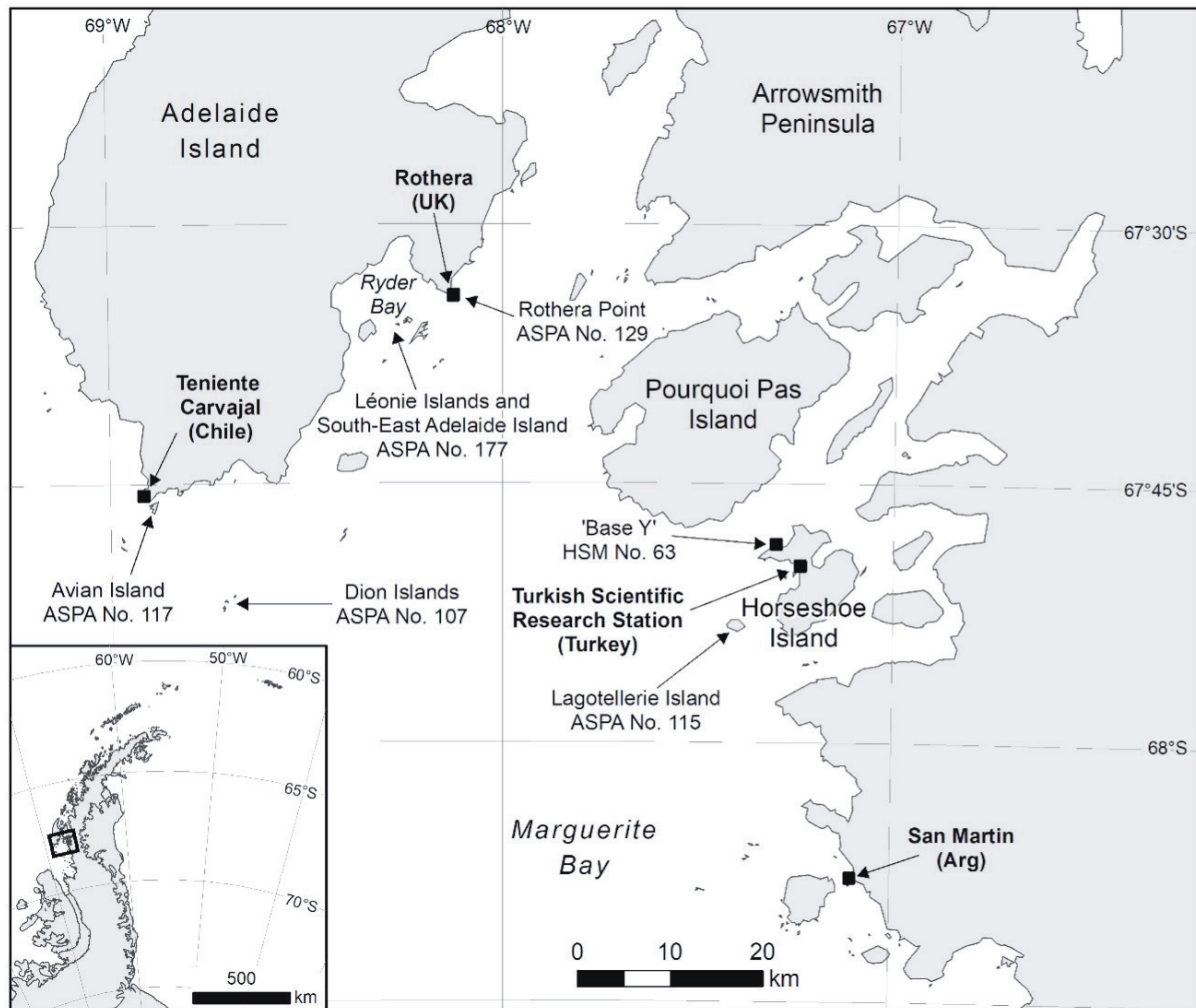 69°W
68°W
67°W
Adelaide
Island
Arrowsmith
Peninsula
Rothera
(UK)
67°30'S
Ryder
Bay
Rothera Point
ASPA No. 129
Teniente
Carvajal
(Chile)
Léonie Islands and
South-East Adelaide Island
ASPA No. 177
Pourquoi Pas
Island
67°45'S
'Base Y'
HSM No. 63
Avian Island
ASPA No. 117
Dion Islands
ASPA No. 107
Turkish Scientific
Research Station
(Turkey)
Horseshoe
Island
Lagotellerie Island
ASPA No. 115
68°S
Marguerite
Bay
San Martin
(Arg)
0 10 20
km
60°W
50°W
60°S
65°S
70°S
500
km